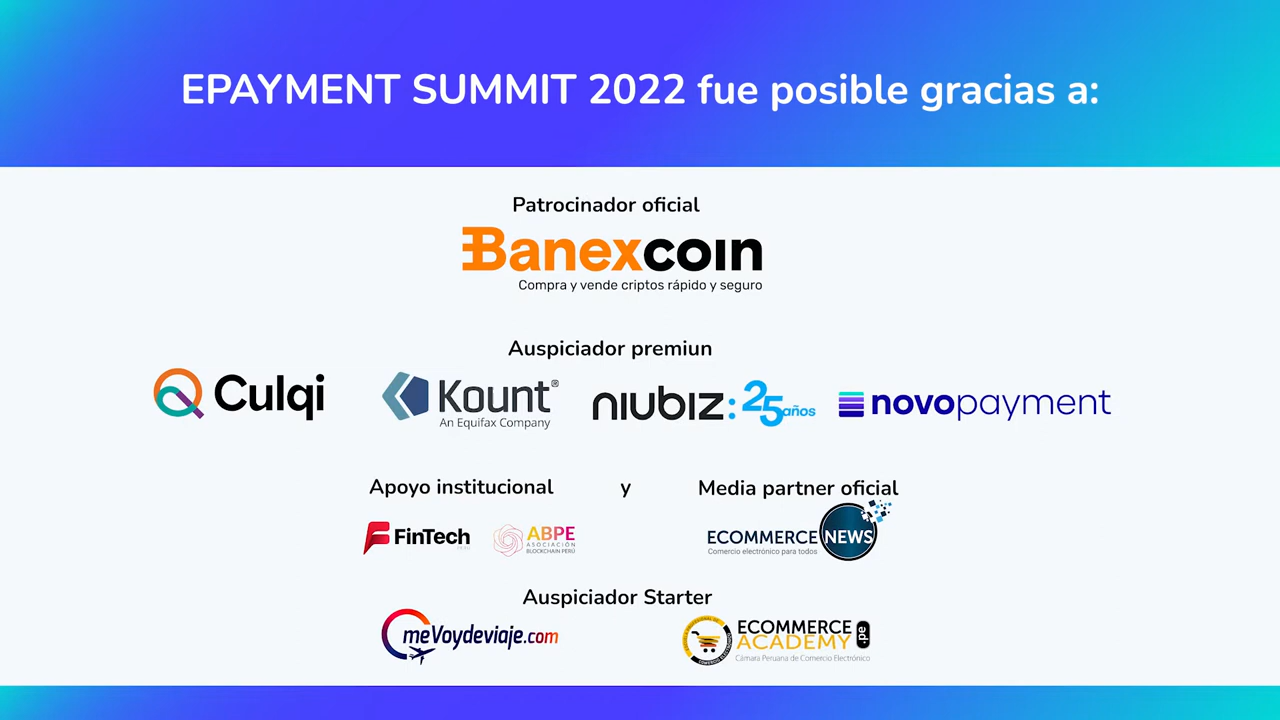 EPAYMENT SUMMIT 2022 fue posible gracias a:
Patrocinador oficial
Banexcoin
Compra y vende criptos rápido y seguro
Auspiciador premiun
Culqi
Kount®
An Equifax Company
niubiz: 25 años
novopayment
Apoyo institucional y Media partner oficial
FinTech
PERÚ
ABPE
ASOCIACIÓN
BLOCKCHAIN PERÚ
ECOMMERCE NEWS
Comercio electrónico para todos
Auspiciador Starter
meVoydeviaje.com
ECOMMERCE
ACADEMY .pe
Cámara Peruana de Comercio Electrónico